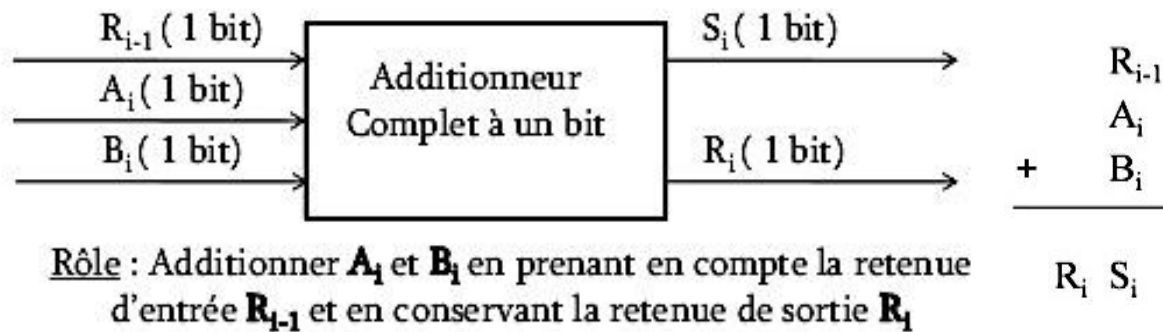 R_{i-1} ( 1 bit)
A_i ( 1 bit)
B_i ( 1 bit)
Additionneur
Complet à un bit
S_i ( 1 bit)
R_i ( 1 bit)
R_{i-1}
A_i
+ B_i
R_i S_i
Rôle : Additionner A_i et B_i en prenant en compte la retenue
d'entrée R_{i-1} et en conservant la retenue de sortie R_i